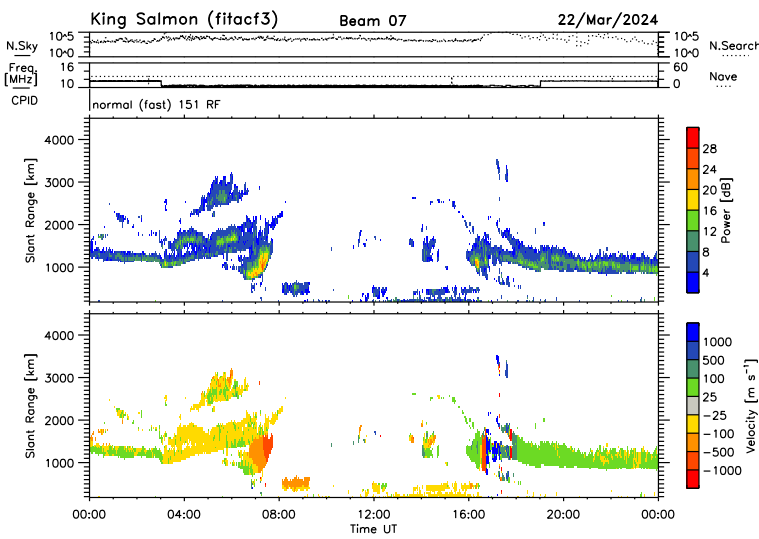 King Salmon (fitacf3) Beam 07 22/Mar/2024
N.Sky 10^5 10^0 10^5 10^0 N.Search
Freq. [MHz] 16 10 60 0 Nave
CPID normal (fast) 151 RF
Slant Range [km] 4000 3000 2000 1000
28 24 20 16 12 8 4 Power [dB]
Slant Range [km] 4000 3000 2000 1000
1000 500 100 25 -25 -100 -500 -1000 Velocity [m s^-1]
00:00 04:00 08:00 12:00 16:00 20:00 00:00
Time UT